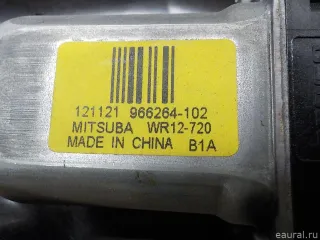 121121 966264-102
MITSUBA WR12-720
MADE IN CHINA B1A
eaural.ru